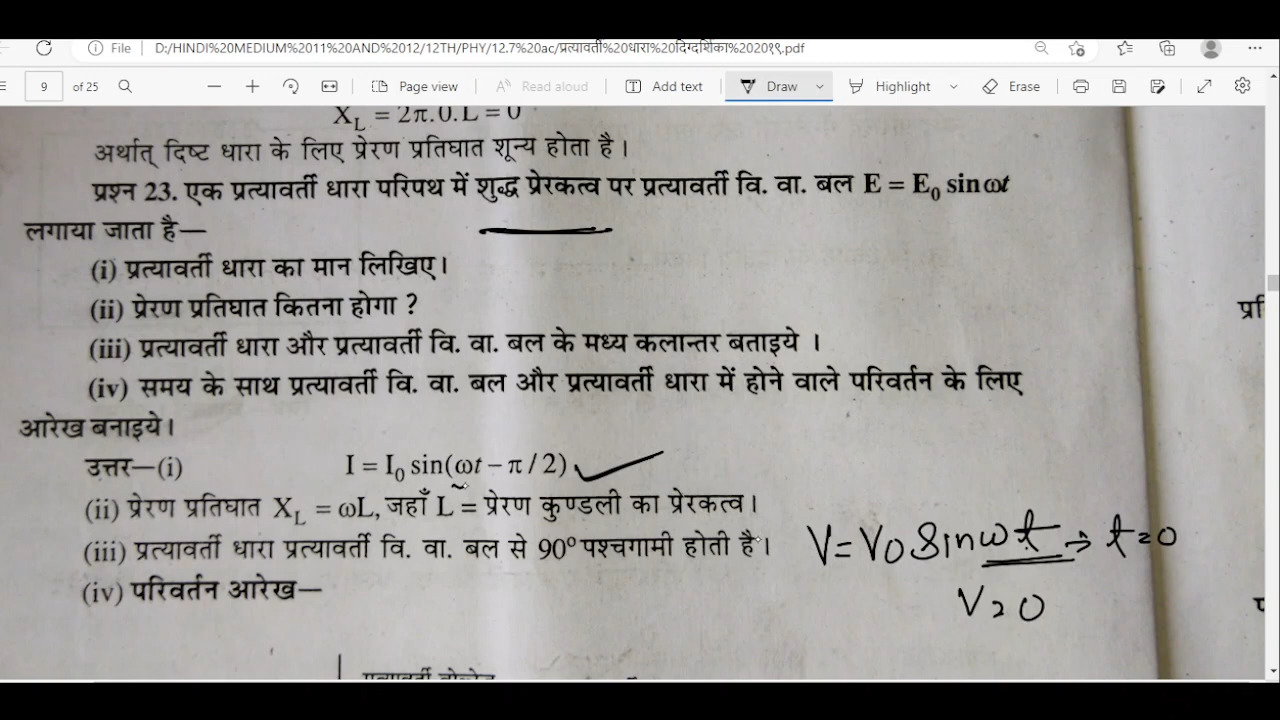 File D:/HINDI%20MEDIUM%2011%20AND%2012/12TH/PHY/12.7%20ac/प्रत्यावर्ती%20धारा%20दिग्दर्शिका%202019.pdf
9 of 25 Page view Read aloud Add text Draw Highlight Erase
X_L = 2π.0.L = 0
अर्थात् दिष्ट धारा के लिए प्रेरण प्रतिघात शून्य होता है।
प्रश्न 23. एक प्रत्यावर्ती धारा परिपथ में शुद्ध प्रेरकत्व पर प्रत्यावर्ती वि. वा. बल E = E₀ sin ωt
लगाया जाता है—
(i) प्रत्यावर्ती धारा का मान लिखिए।
(ii) प्रेरण प्रतिघात कितना होगा ?
(iii) प्रत्यावर्ती धारा और प्रत्यावर्ती वि. वा. बल के मध्य कलान्तर बताइये ।
(iv) समय के साथ प्रत्यावर्ती वि. वा. बल और प्रत्यावर्ती धारा में होने वाले परिवर्तन के लिए
आरेख बनाइये।
उत्तर—(i) I = I₀ sin(ωt – π / 2)
(ii) प्रेरण प्रतिघात X_L = ωL, जहाँ L = प्रेरण कुण्डली का प्रेरकत्व।
(iii) प्रत्यावर्ती धारा प्रत्यावर्ती वि. वा. बल से 90° पश्चगामी होती है।
V = V₀ Sin ωt ⇒ t = 0
V = 0
(iv) परिवर्तन आरेख—